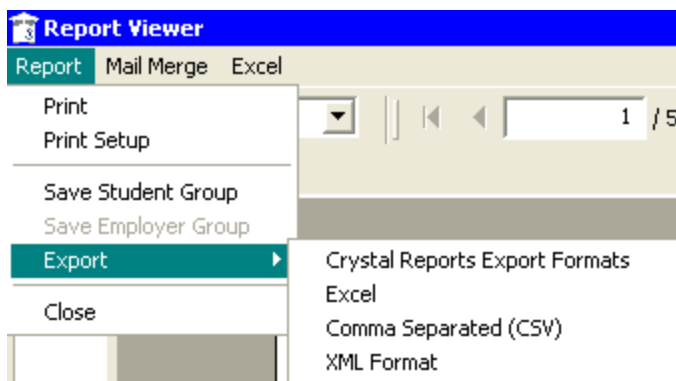 Report Viewer
Report Mail Merge Excel
Print
1 / 5
Print Setup
Save Student Group
Save Employer Group
Export
Crystal Reports Export Formats
Excel
Close
Comma Separated (CSV)
XML Format